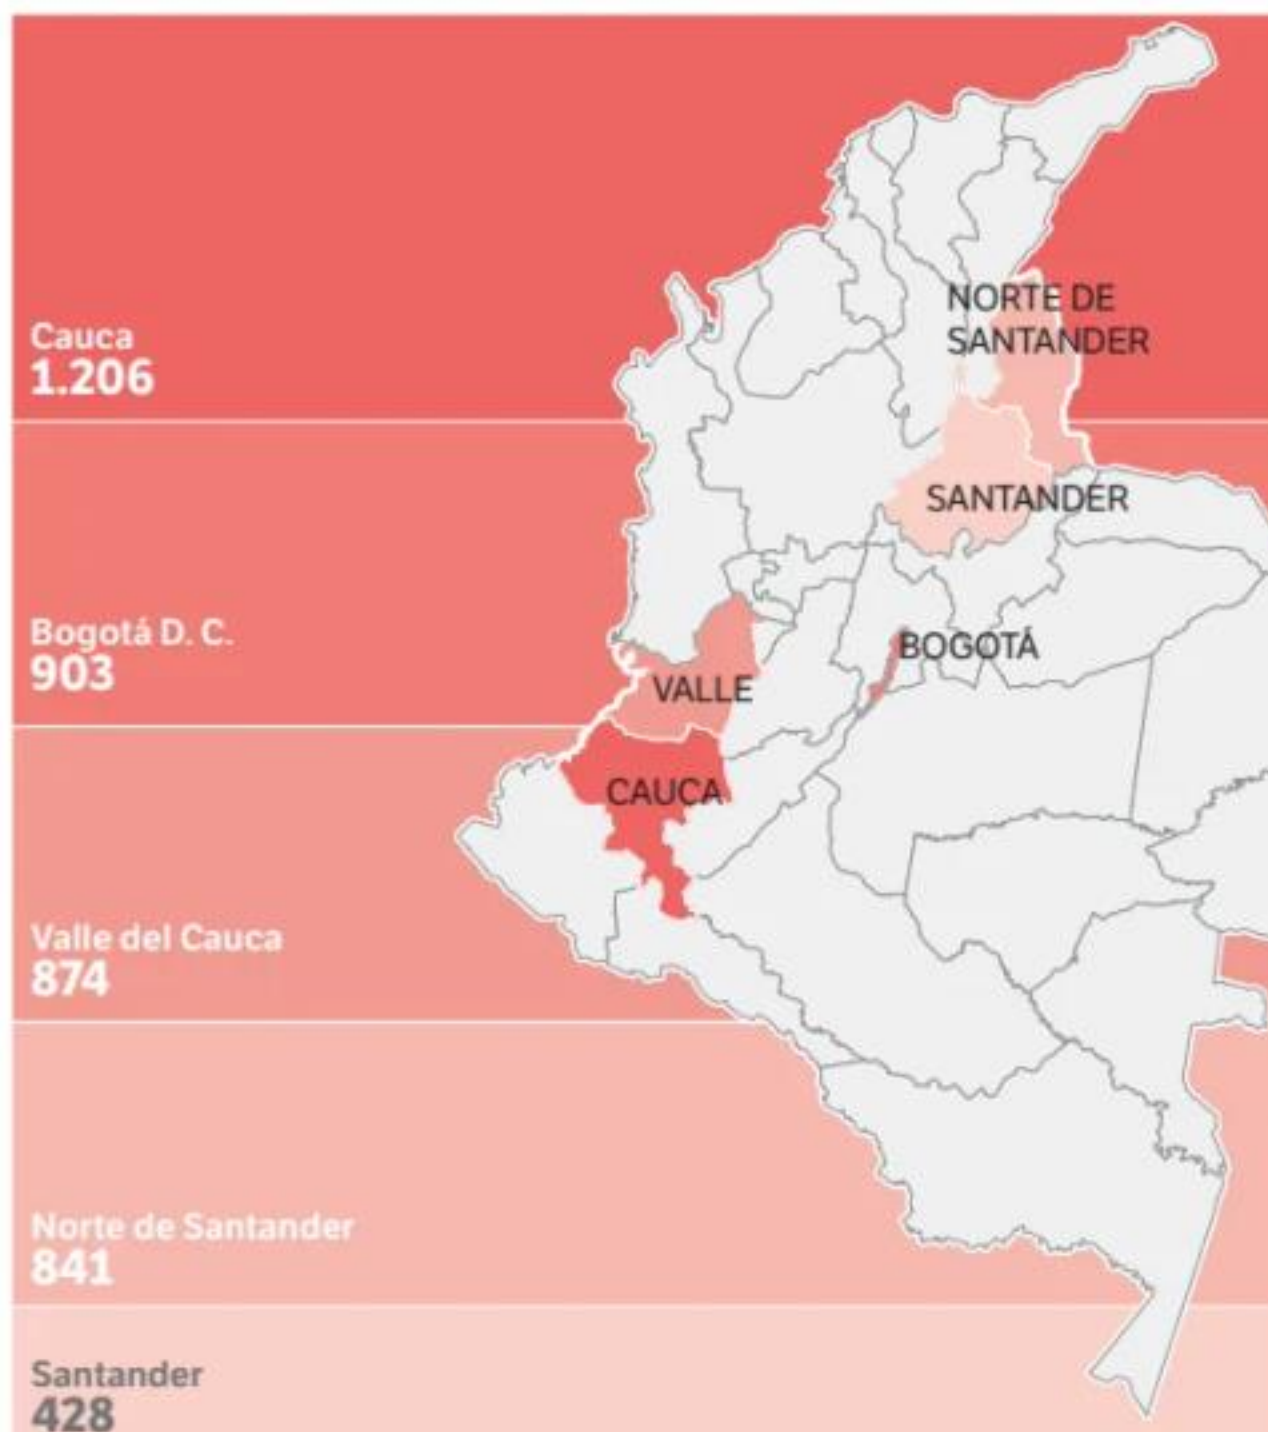 Cauca
1.206
Bogotá D. C.
903
Valle del Cauca
874
Norte de Santander
841
Santander
428
NORTE DE
SANTANDER
SANTANDER
BOGOTÁ
VALLE
CAUCA